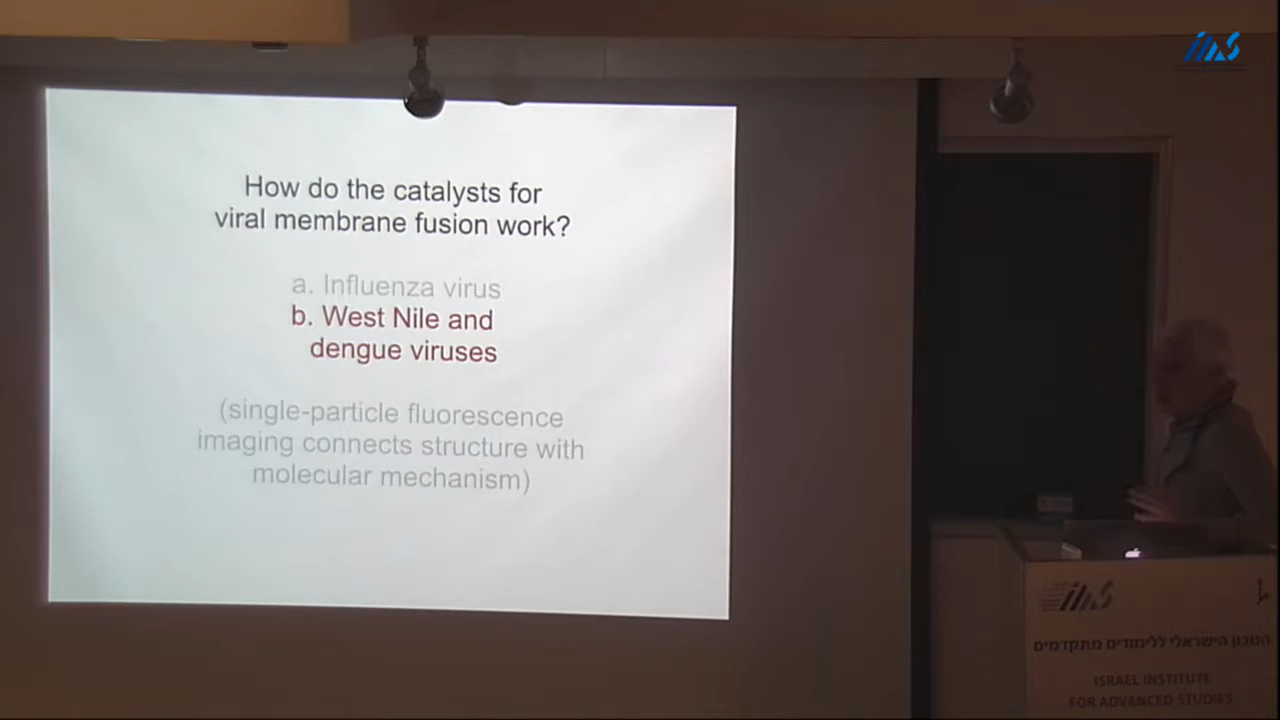 ias
How do the catalysts for
viral membrane fusion work?
a. Influenza virus
b. West Nile and
dengue viruses
(single-particle fluorescence
imaging connects structure with
molecular mechanism)
ias
המכון הישראלי ללימודים מתקדמים
ISRAEL INSTITUTE
FOR ADVANCED STUDIES